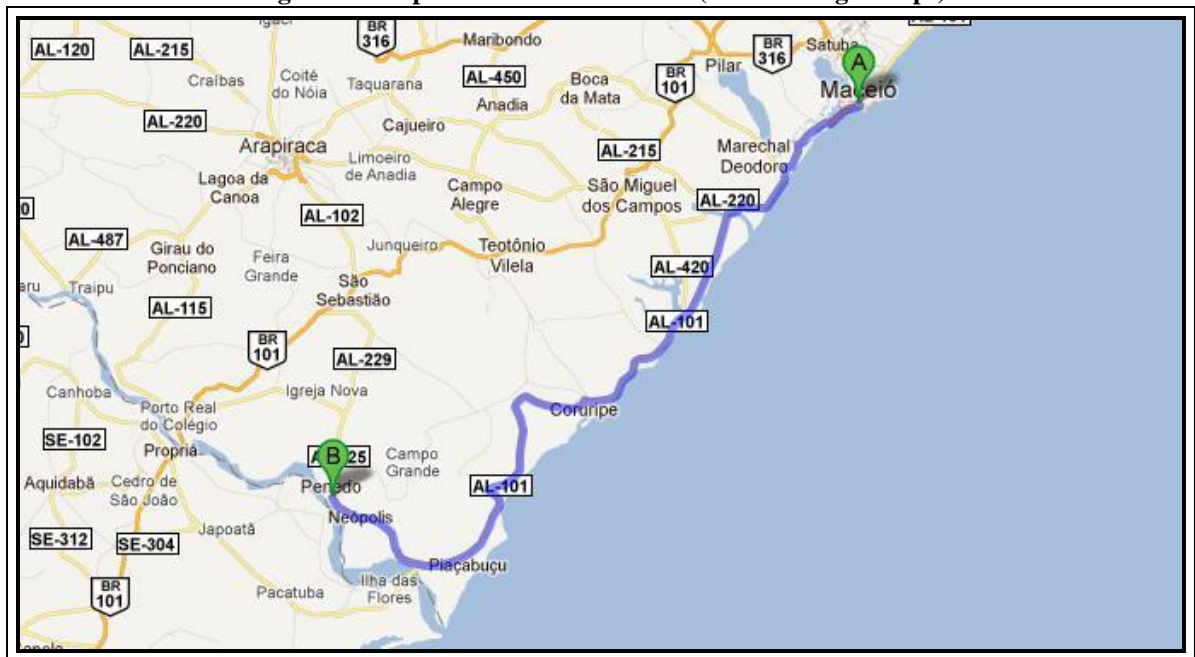 BR
316
Maribondo
AL-120
AL-215
Craíbas
Coité
do Nóia
Taquarana
AL-450
Anadia
Boca
da Mata
BR
101
Pilar
BR
316
Satuba
A
Maceió
AL-220
Cajueiro
Arapiraca
Limoeiro
de Anadia
AL-215
Marechal
Deodoro
Lagoa da
Canoa
Campo
Alegre
São Miguel
dos Campos
AL-220
AL-102
AL-487
Girau do
Ponciano
Feira
Grande
Junqueiro
Teotônio
Vilela
AL-420
Traipu
São
Sebastião
AL-115
AL-101
BR
101
AL-229
Canhoba
Igreja Nova
Porto Real
do Colégio
Coruripe
SE-102
Propriá
B
25
Campo
Grande
Aquidabã
Cedro de
São João
Penedo
AL-101
Neópolis
Japoatã
SE-312
SE-304
Piaçabuçu
BR
101
Pacatuba
Ilha das
Flores